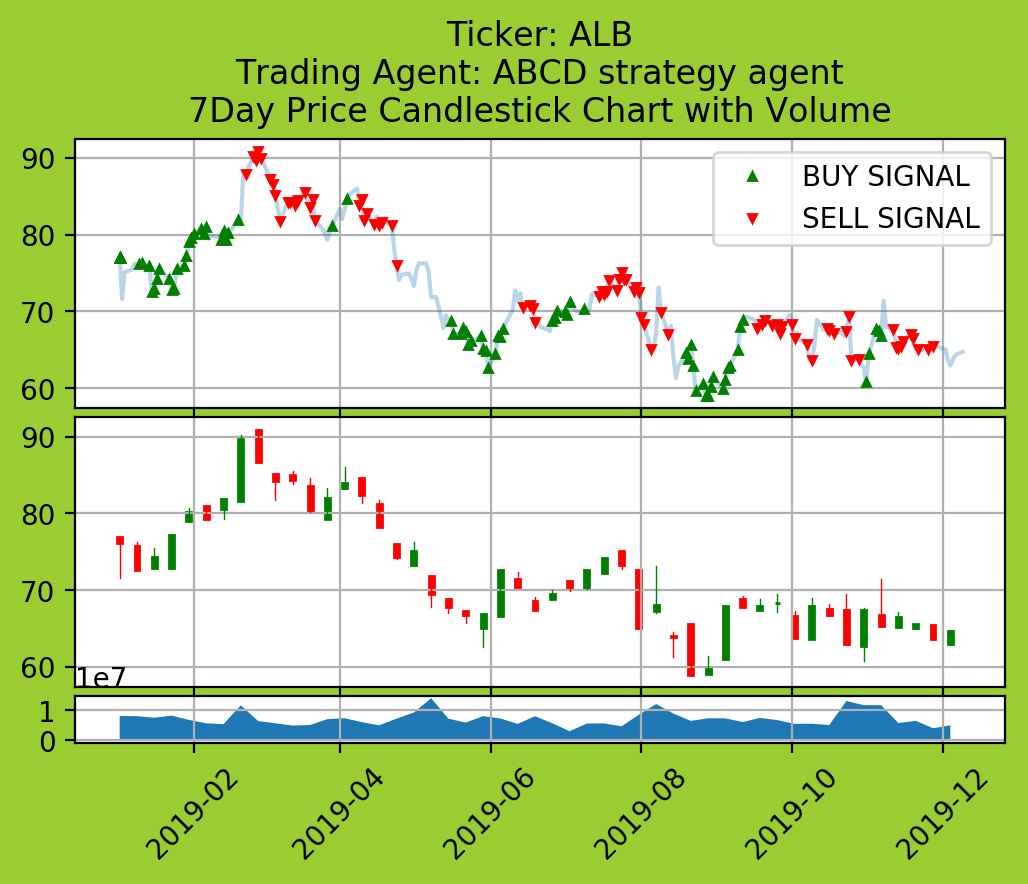 Ticker: ALB
Trading Agent: ABCD strategy agent
7Day Price Candlestick Chart with Volume
90
80
70
60
BUY SIGNAL
SELL SIGNAL
90
80
70
60
1e7
1
0
2019-02
2019-04
2019-06
2019-08
2019-10
2019-12